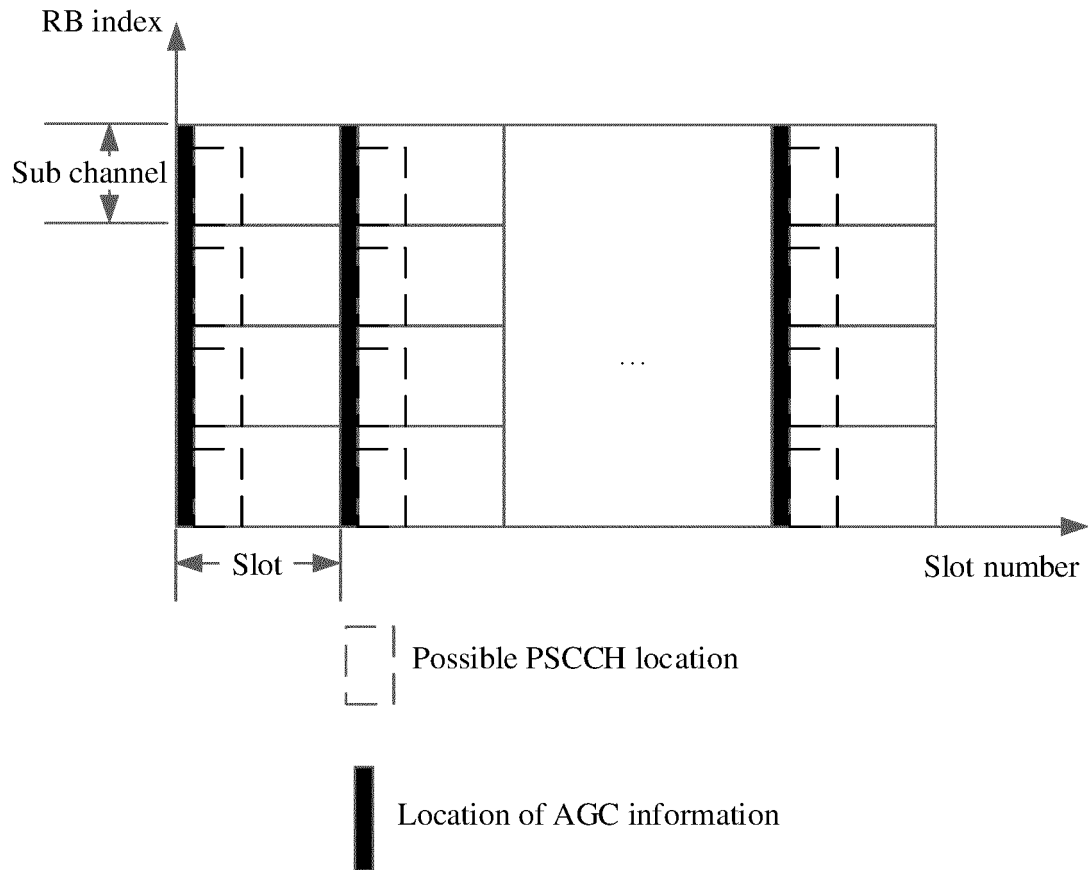 RB index
Sub channel
...
Slot
Slot number
Possible PSCCH location
Location of AGC information